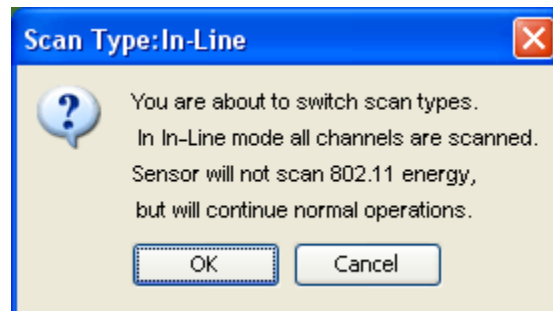 Scan Type:In-Line
You are about to switch scan types.
In In-Line mode all channels are scanned.
Sensor will not scan 802.11 energy,
but will continue normal operations.
OK
Cancel